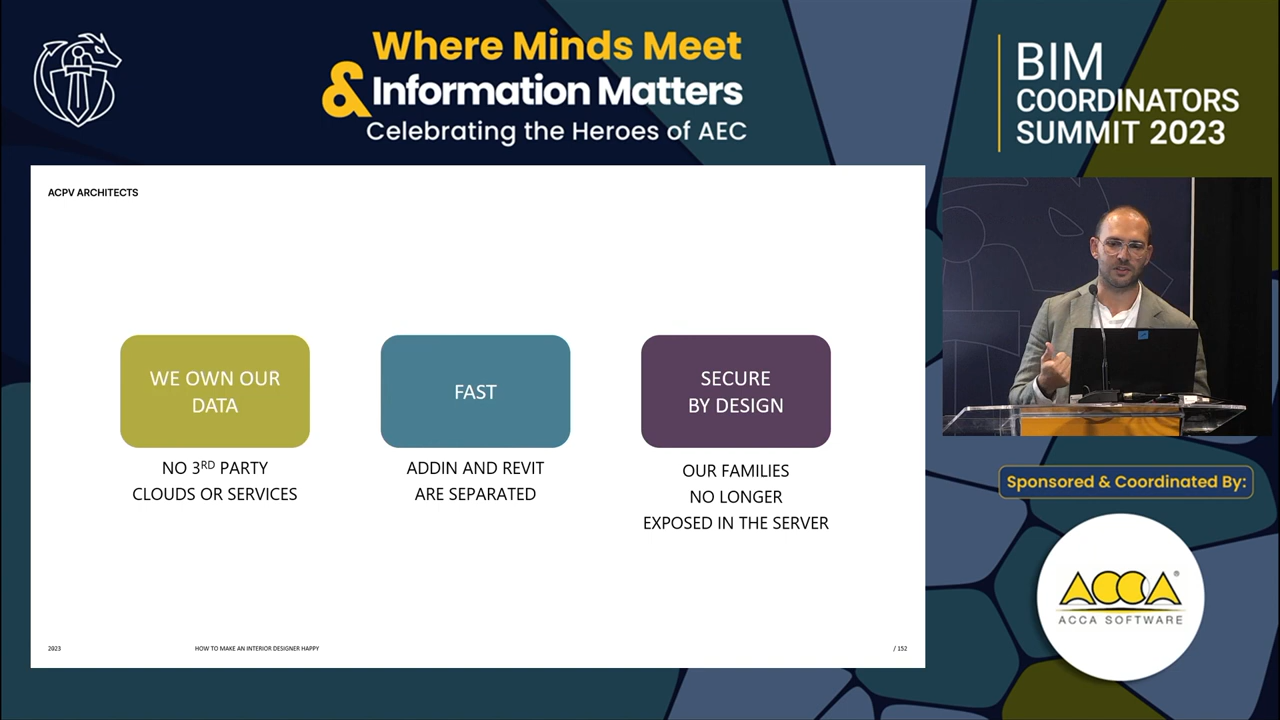 Where Minds Meet
& Information Matters
Celebrating the Heroes of AEC
BIM
COORDINATORS
SUMMIT 2023
ACPV ARCHITECTS
WE OWN OUR
DATA
NO 3RD PARTY
CLOUDS OR SERVICES
FAST
ADDIN AND REVIT
ARE SEPARATED
SECURE
BY DESIGN
OUR FAMILIES
NO LONGER
EXPOSED IN THE SERVER
2023
HOW TO MAKE AN INTERIOR DESIGNER HAPPY
/ 152
Sponsored & Coordinated By:
ACCA®
ACCA SOFTWARE